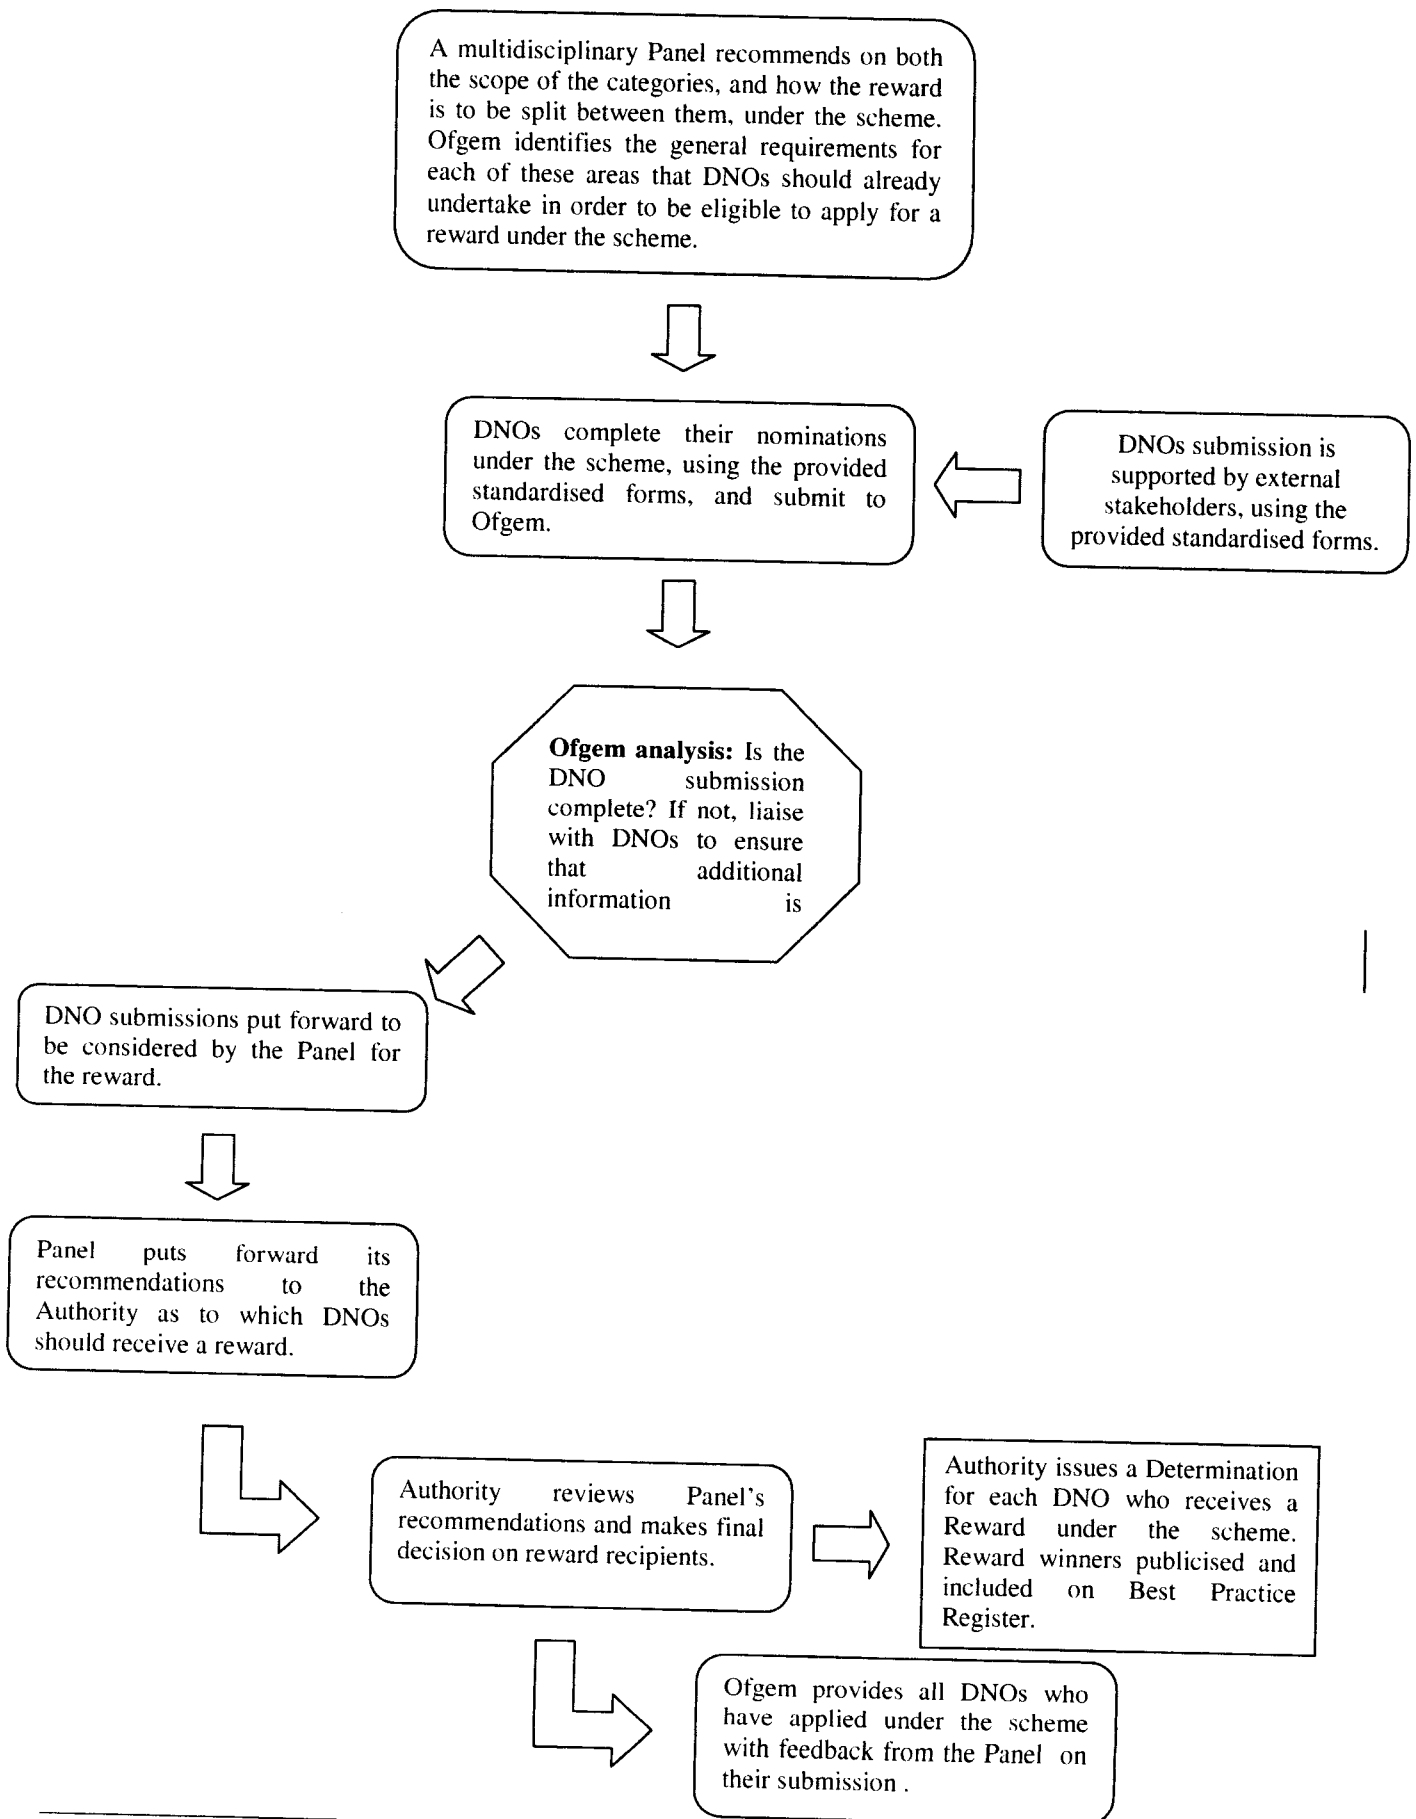 A multidisciplinary Panel recommends on both
the scope of the categories, and how the reward
is to be split between them, under the scheme.
Ofgem identifies the general requirements for
each of these areas that DNOs should already
undertake in order to be eligible to apply for a
reward under the scheme.
DNOs complete their nominations
under the scheme, using the provided
standardised forms, and submit to
Ofgem.
DNOs submission is
supported by external
stakeholders, using the
provided standardised forms.
Ofgem analysis: Is the
DNO submission
complete? If not, liaise
with DNOs to ensure
that additional
information is
DNO submissions put forward to
be considered by the Panel for
the reward.
Panel puts forward its
recommendations to the
Authority as to which DNOs
should receive a reward.
Authority reviews Panel's
recommendations and makes final
decision on reward recipients.
Authority issues a Determination
for each DNO who receives a
Reward under the scheme.
Reward winners publicised and
included on Best Practice
Register.
Ofgem provides all DNOs who
have applied under the scheme
with feedback from the Panel on
their submission .